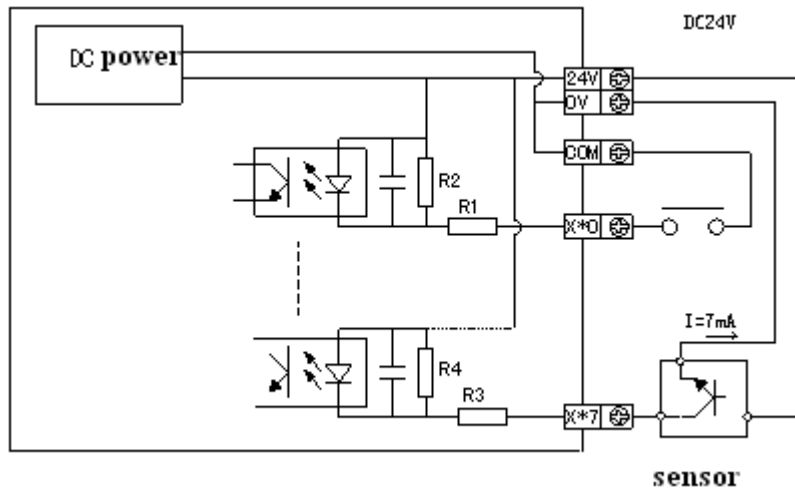 DC24V
DC power
24V
0V
COM
R2
R1
X*0
I=7mA
R4
R3
X*7
sensor